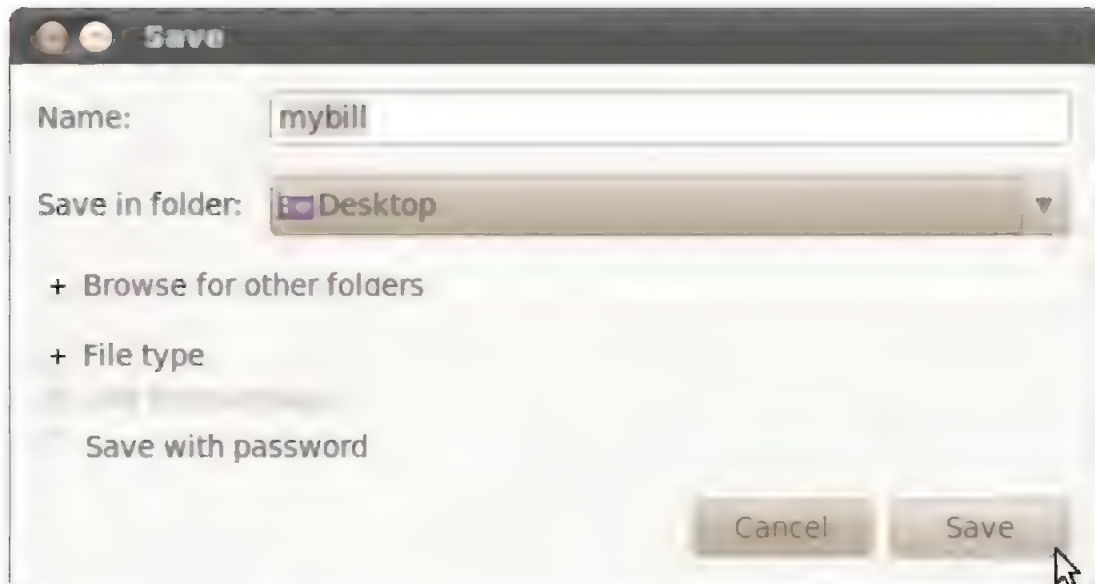 Save
Name: mybill
Save in folder: Desktop
+ Browse for other folders
+ File type
Save with password
Cancel Save